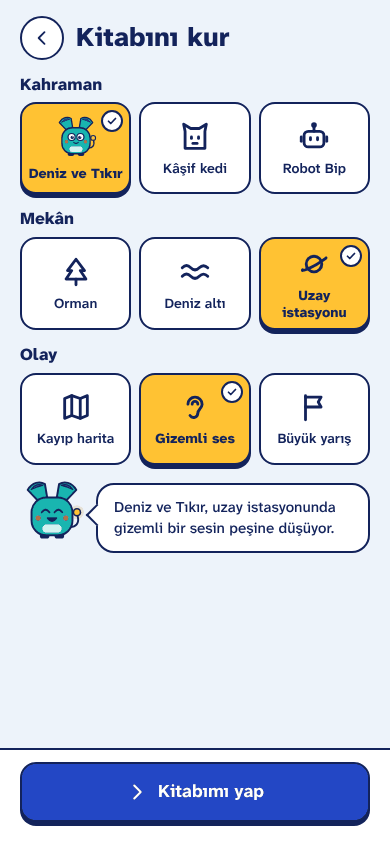 Kitabını kur
Kahraman
Deniz ve Tıkır
Kâşif kedi
Robot Bip
Mekân
Orman
Deniz altı
Uzay
istasyonu
Olay
Kayıp harita
Gizemli ses
Büyük yarış
Deniz ve Tıkır, uzay istasyonunda
gizemli bir sesin peşine düşüyor.
Kitabımı yap